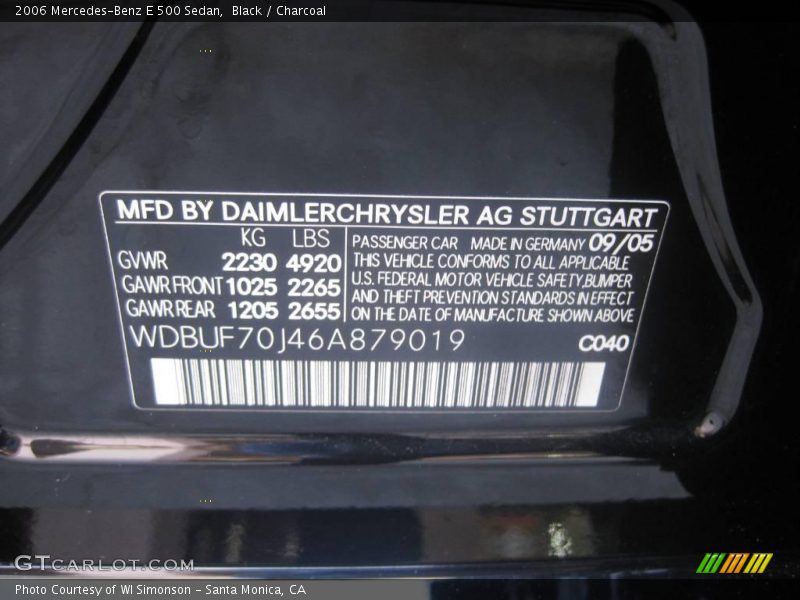 2006 Mercedes-Benz E 500 Sedan, Black / Charcoal
MFD BY DAIMLERCHRYSLER AG STUTTGART
KG LBS
GVWR 2230 4920
GAWR FRONT 1025 2265
GAWR REAR 1205 2655
PASSENGER CAR MADE IN GERMANY 09/05
THIS VEHICLE CONFORMS TO ALL APPLICABLE
U.S. FEDERAL MOTOR VEHICLE SAFETY,BUMPER
AND THEFT PREVENTION STANDARDS IN EFFECT
ON THE DATE OF MANUFACTURE SHOWN ABOVE
WDBUF70J46A879019
C040
GTCARLOT.COM
Photo Courtesy of WI Simonson - Santa Monica, CA